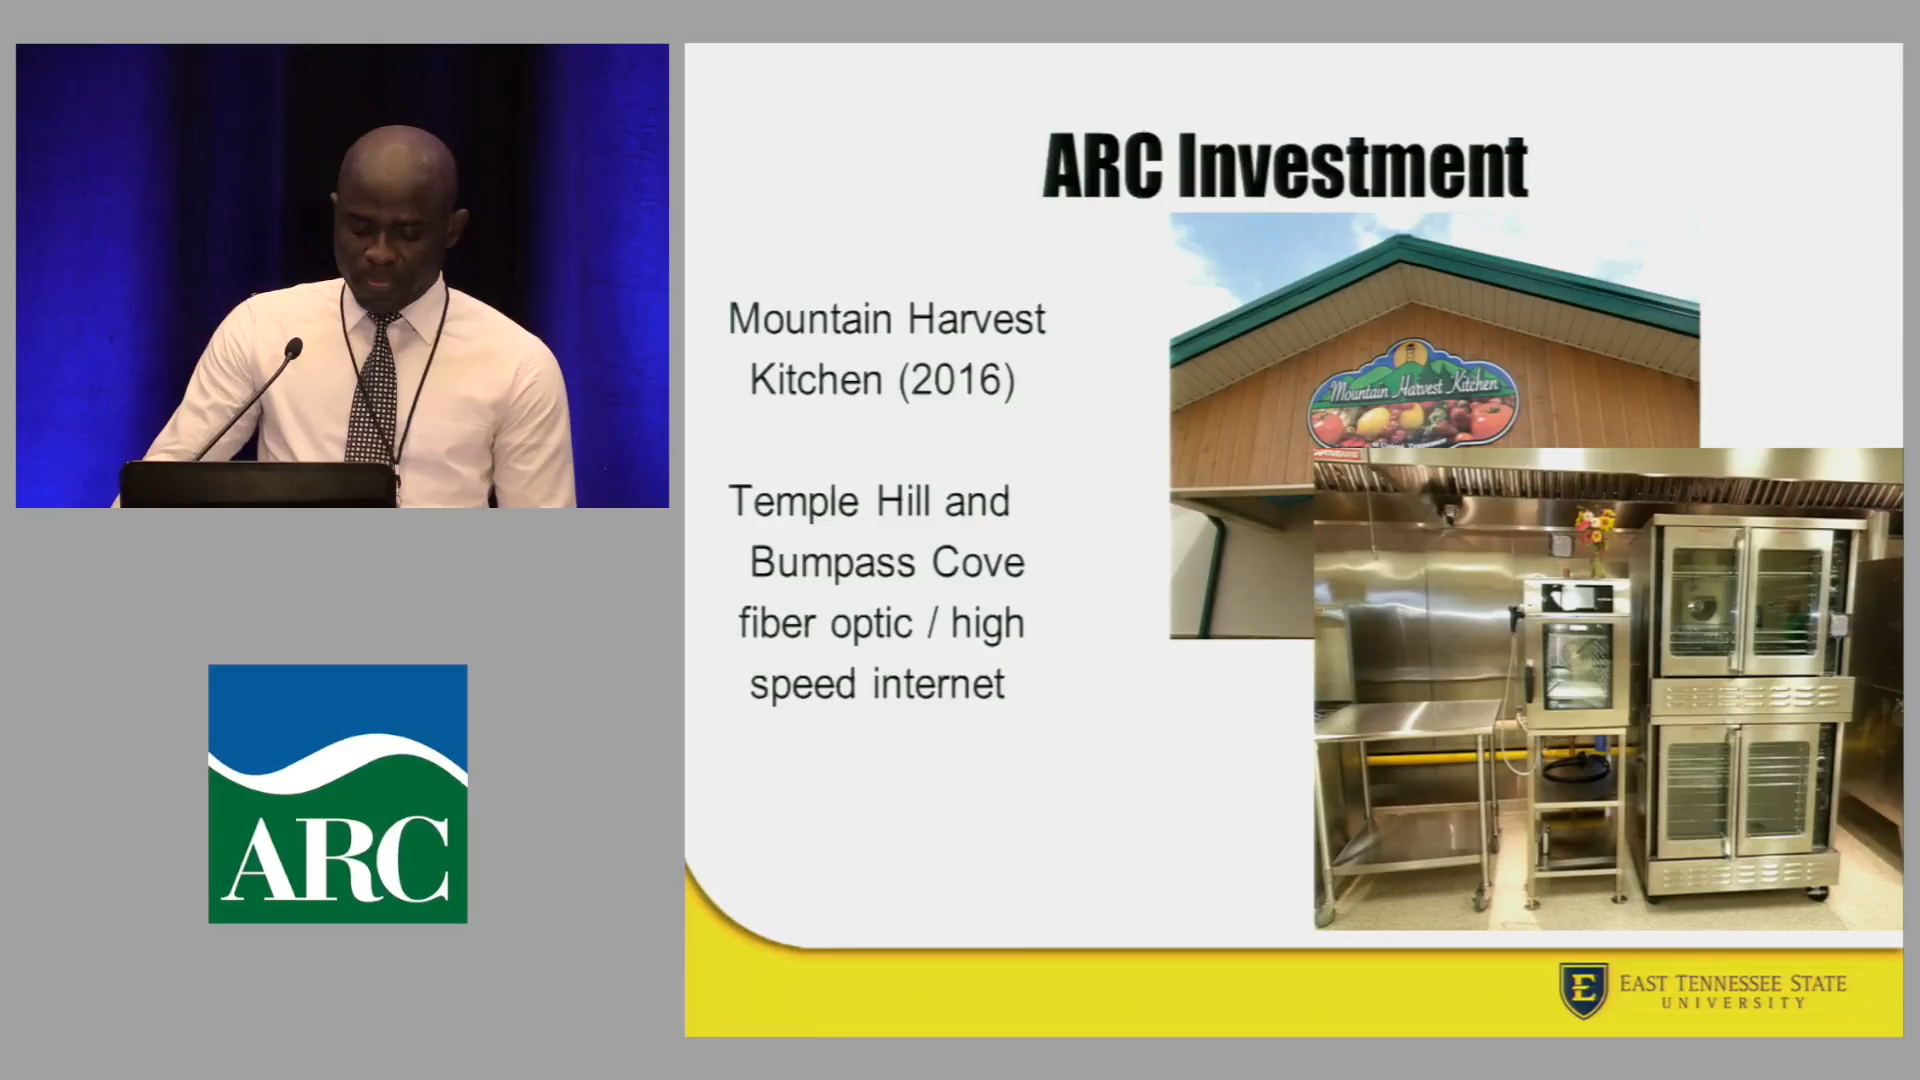 ARC Investment
Mountain Harvest
Kitchen (2016)
Temple Hill and
Bumpass Cove
fiber optic / high
speed internet
Mountain Harvest Kitchen
ARC
EAST TENNESSEE STATE
UNIVERSITY